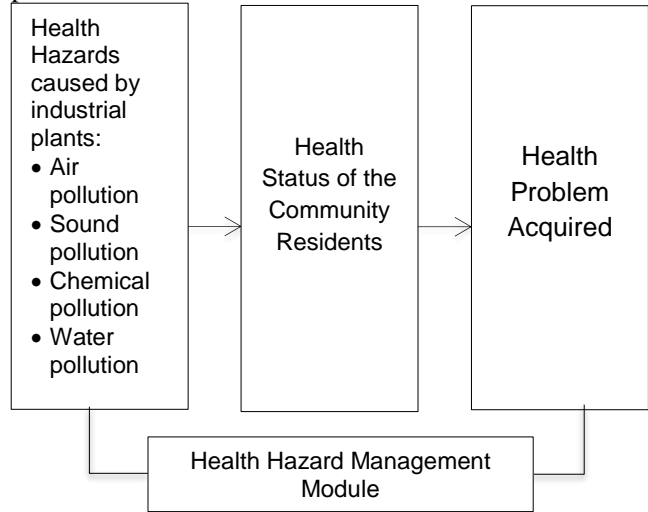 Health
Hazards
caused by
industrial
plants:
• Air
pollution
• Sound
pollution
• Chemical
pollution
• Water
pollution
Health
Status of the
Community
Residents
Health
Problem
Acquired
Health Hazard Management
Module